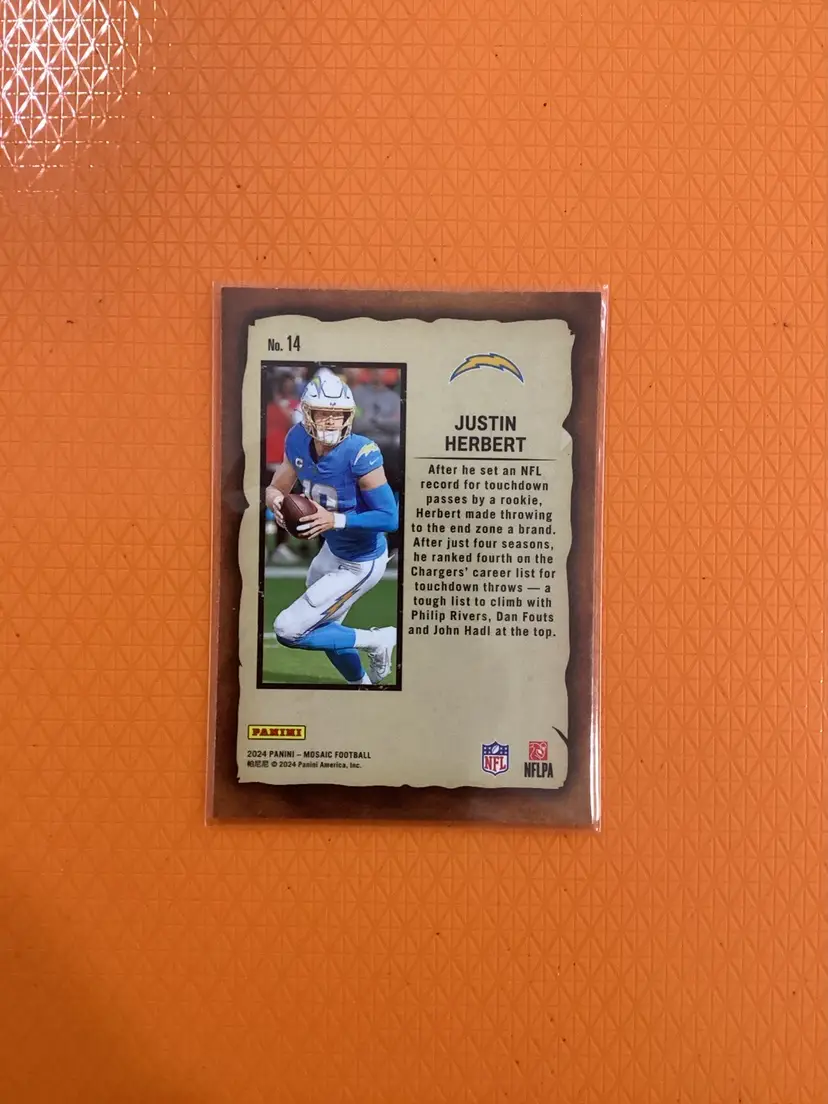 No. 14
JUSTIN
HERBERT
After he set an NFL
record for touchdown
passes by a rookie,
Herbert made throwing
to the end zone a brand.
After just four seasons,
he ranked fourth on the
Chargers' career list for
touchdown throws — a
tough list to climb with
Philip Rivers, Dan Fouts
and John Hadl at the top.
10
C
PANINI
2024 PANINI – MOSAIC FOOTBALL
帕尼尼 © 2024 Panini America, Inc.
NFL
NFLPA